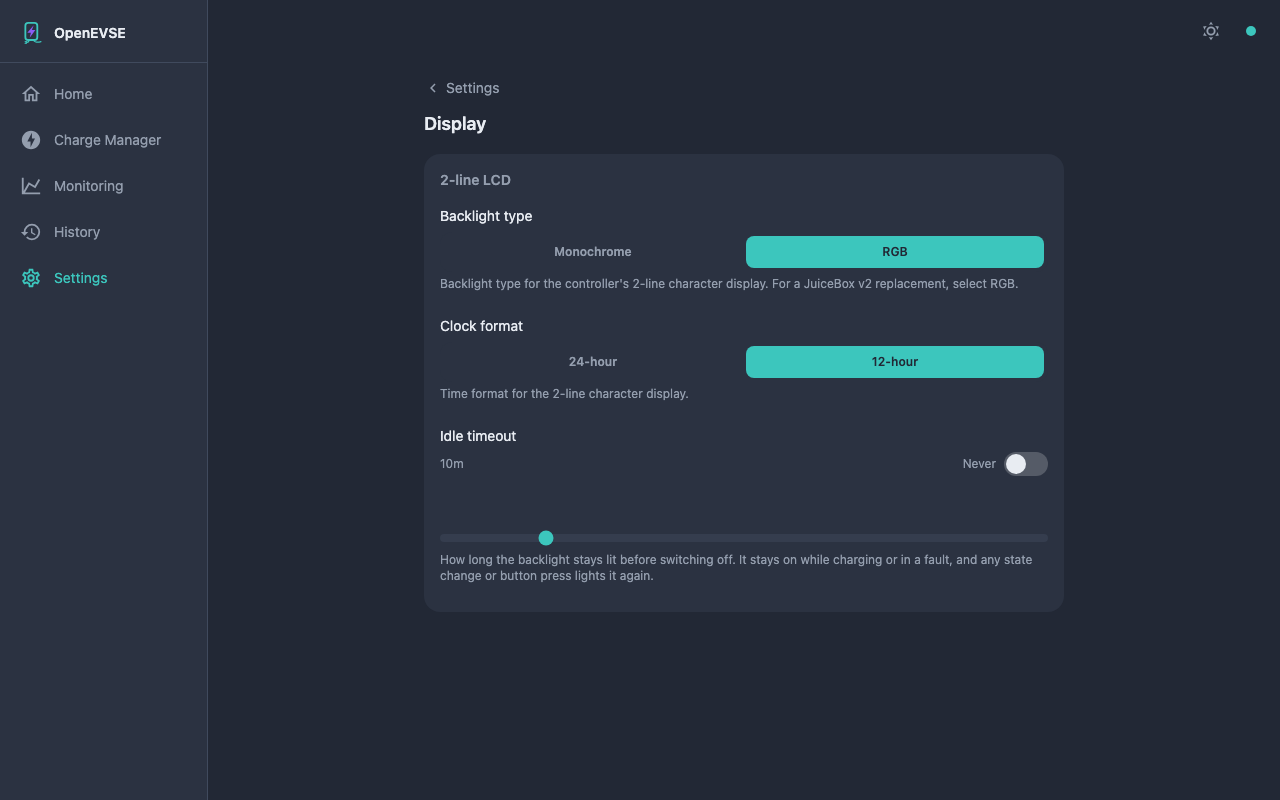 OpenEVSE
Home
Charge Manager
Monitoring
History
Settings
Settings
Display
2-line LCD
Backlight type
Monochrome
RGB
Backlight type for the controller's 2-line character display. For a JuiceBox v2 replacement, select RGB.
Clock format
24-hour
12-hour
Time format for the 2-line character display.
Idle timeout
10m
Never
How long the backlight stays lit before switching off. It stays on while charging or in a fault, and any state
change or button press lights it again.